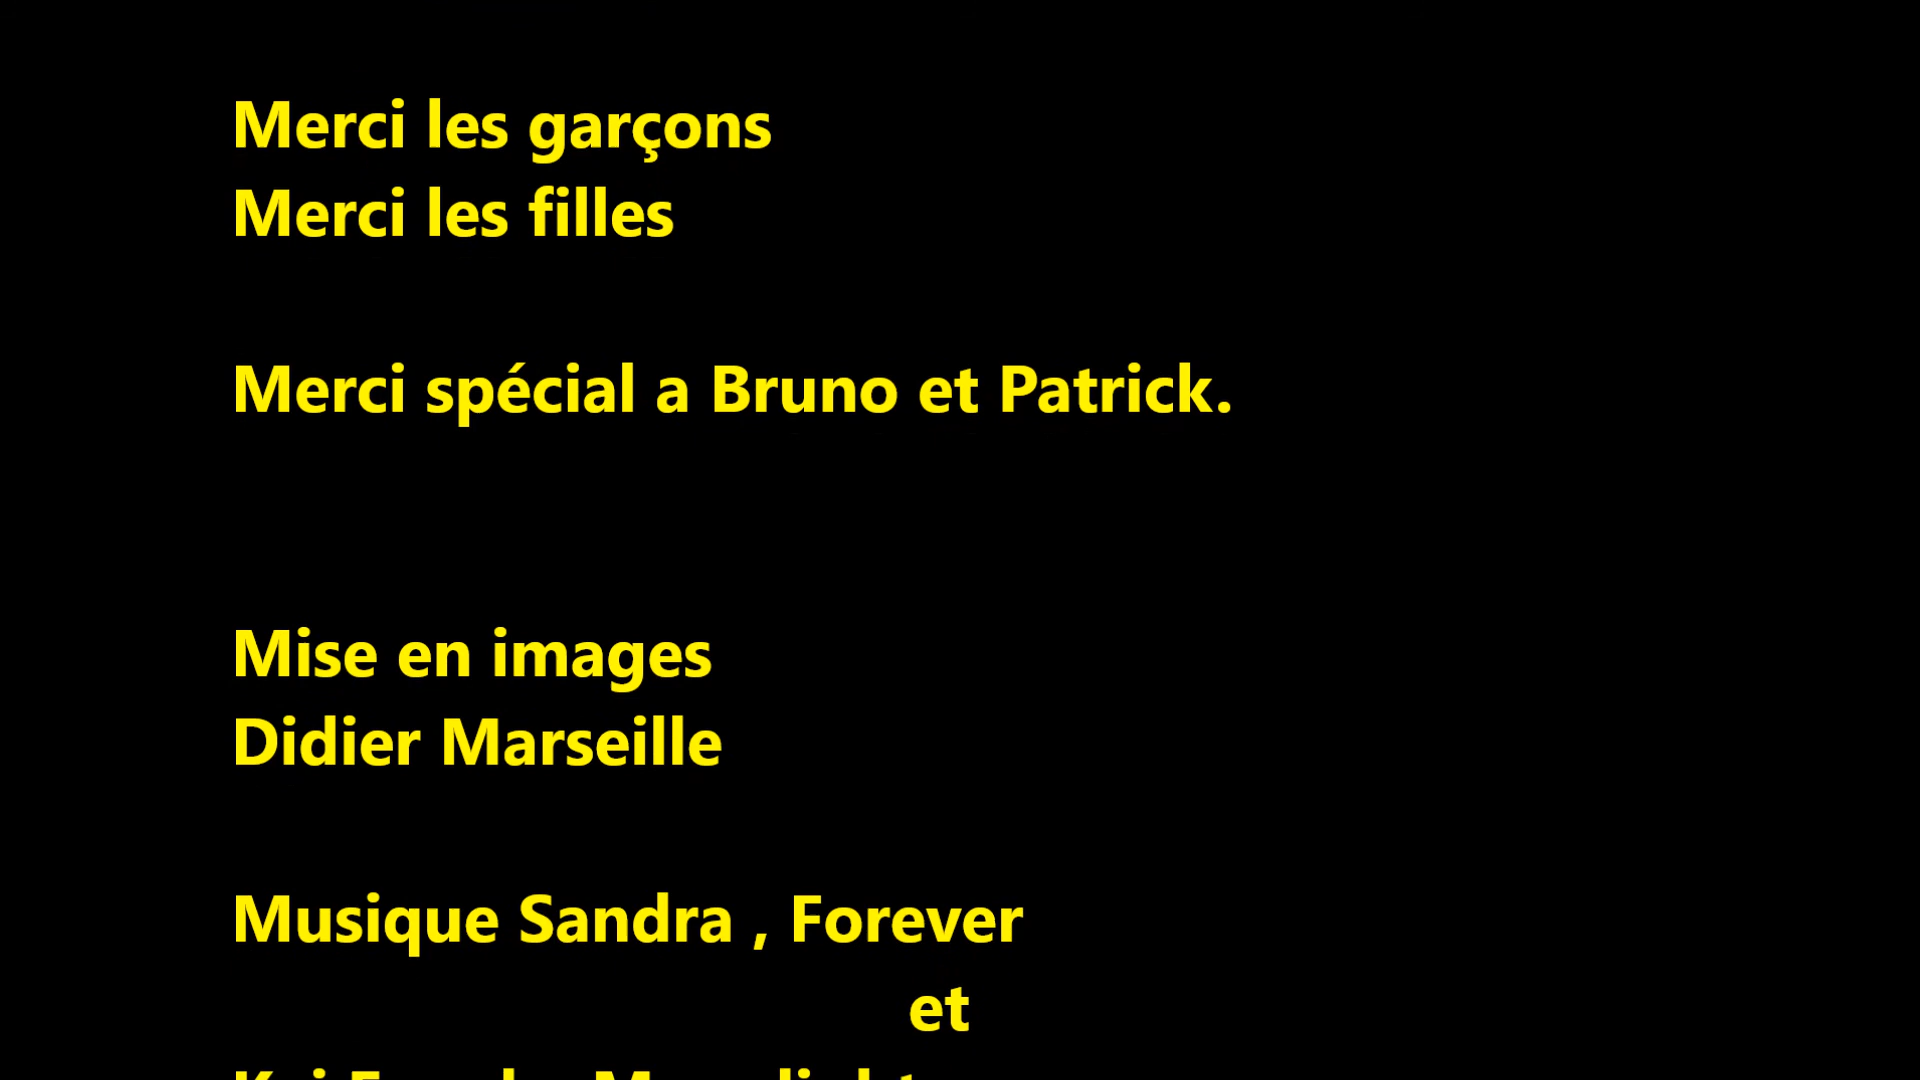 Merci les garçons
Merci les filles
Merci spécial a Bruno et Patrick.
Mise en images
Didier Marseille
Musique Sandra , Forever
et